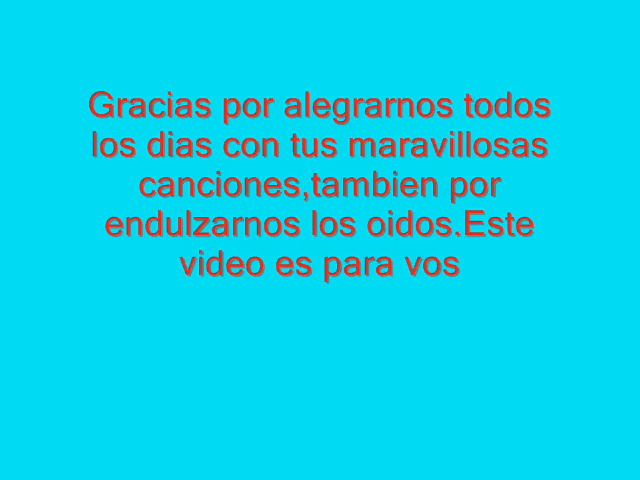 Gracias por alegrarnos todos
los dias con tus maravillosas
canciones,tambien por
endulzarnos los oidos.Este
video es para vos